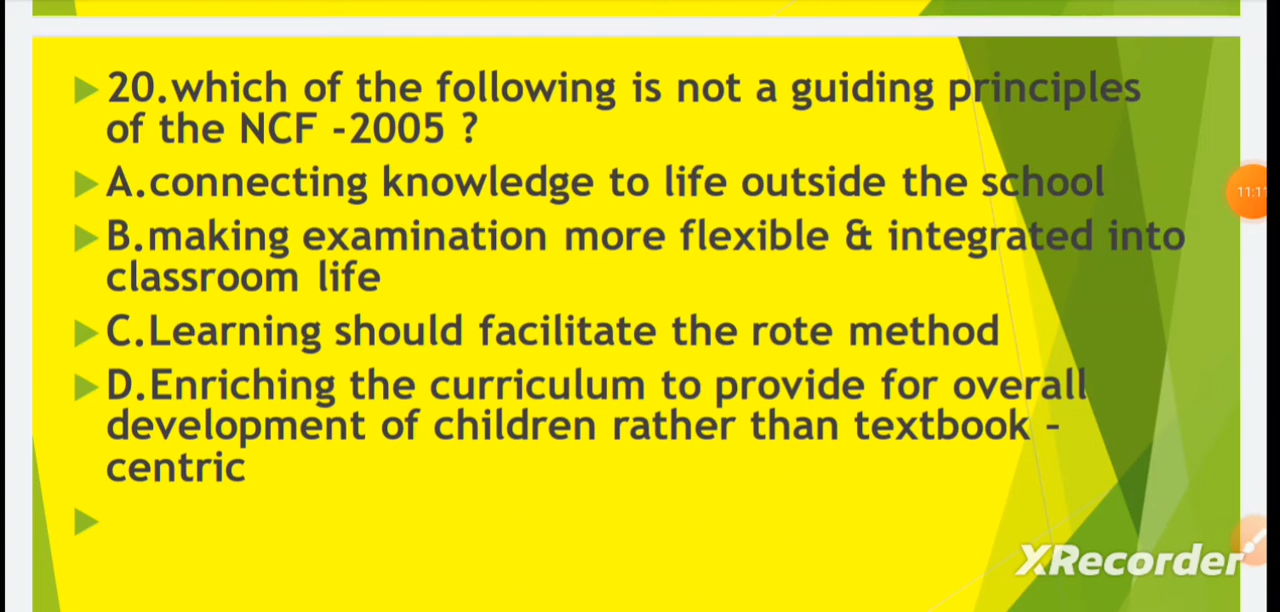 20.which of the following is not a guiding principles
of the NCF -2005 ?
A.connecting knowledge to life outside the school
B.making examination more flexible & integrated into
classroom life
C.Learning should facilitate the rote method
D.Enriching the curriculum to provide for overall
development of children rather than textbook -
centric
XRecorder